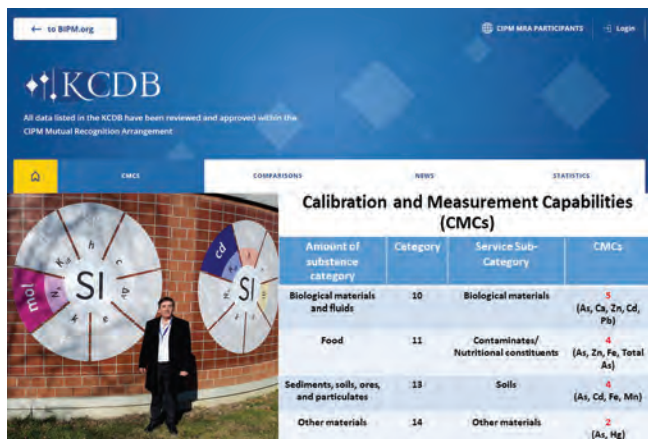 ← to BIPM.org
CIPM MRA PARTICIPANTS
Login
KCDB
All data listed in the KCDB have been reviewed and approved within the
CIPM Mutual Recognition Arrangement
CMCS
COMPARISONS
NEWS
STATISTICS
Calibration and Measurement Capabilities
(CMCs)
Amount of substance category Category Service Sub-Category CMCs
Biological materials and fluids 10 Biological materials 5 (As, Ca, Zn, Cd, Pb)
Food 11 Contaminates/ Nutritional constituents 4 (As, Zn, Fe, Total As)
Sediments, soils, ores, and particulates 13 Soils 4 (As, Cd, Fe, Mn)
Other materials 14 Other materials 2 (As, Hg)
mol
SI
h
c
e
k
cd
SI